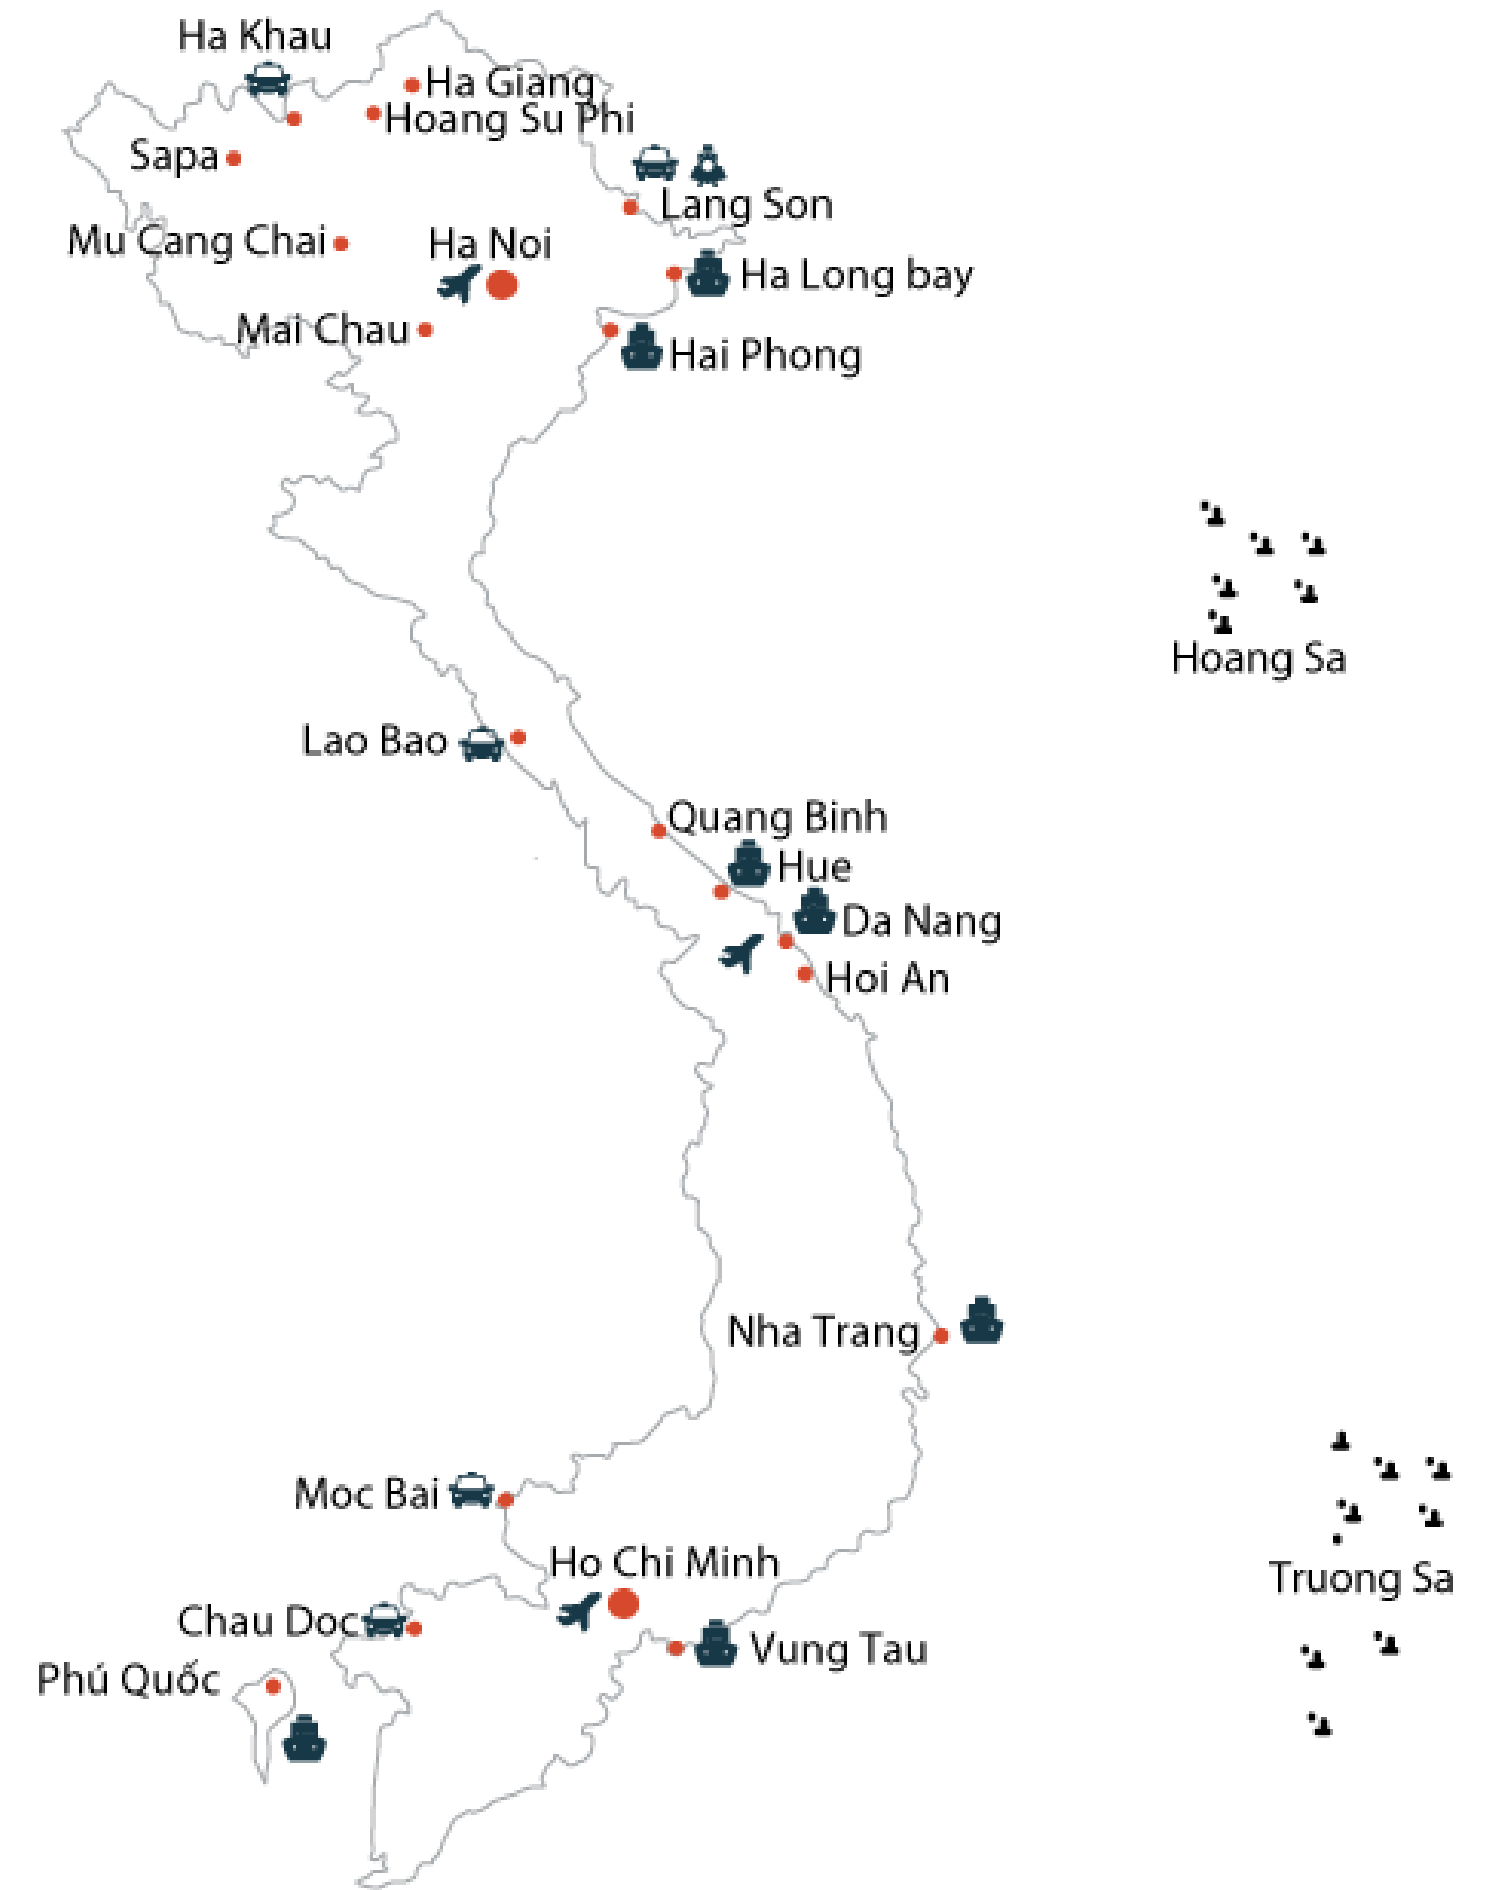 Ha Khau
Ha Giang
Hoang Su Phi
Sapa
Lang Son
Mu Cang Chai
Ha Noi
Ha Long bay
Mai Chau
Hai Phong
Hoang Sa
Lao Bao
Quang Binh
Hue
Da Nang
Hoi An
Nha Trang
Moc Bai
Ho Chi Minh
Truong Sa
Chau Doc
Vung Tau
Phú Quốc